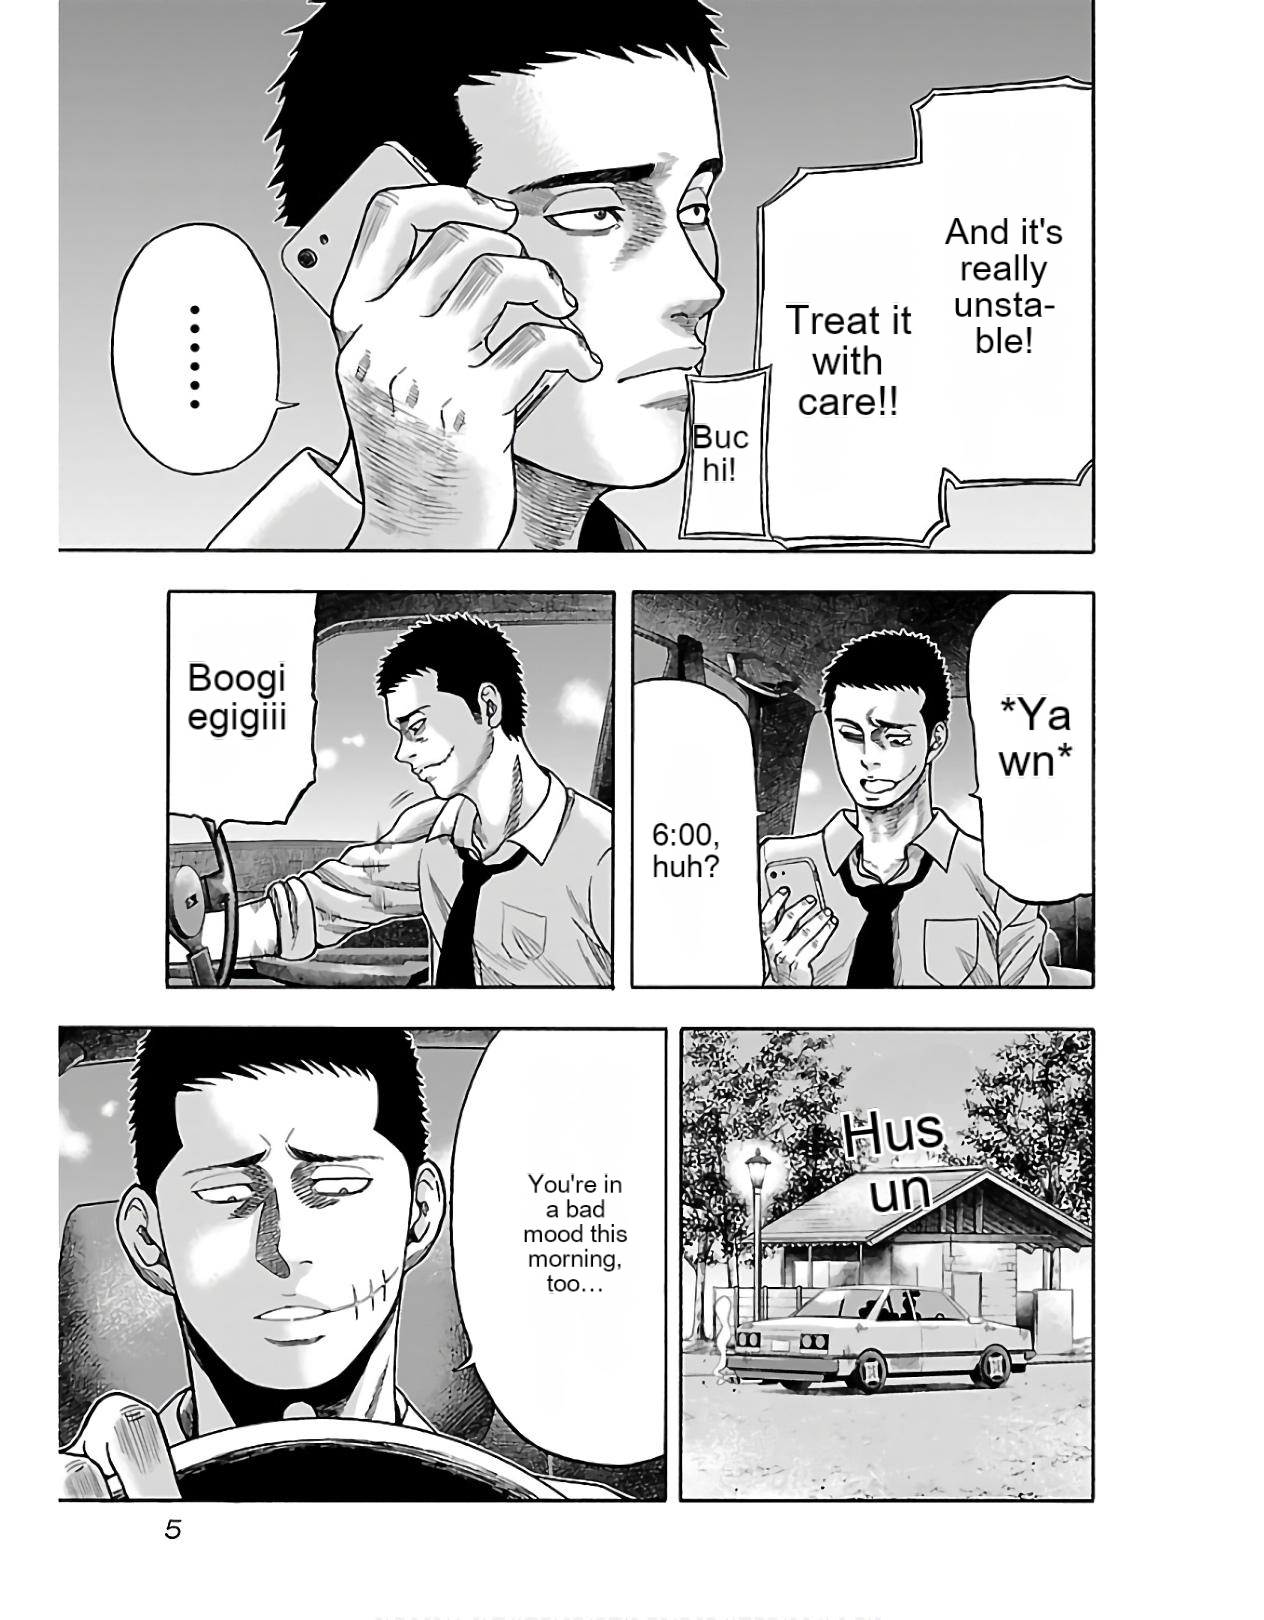 And it's
really
unsta-
ble!
Treat it
with
care!!
Buc
hi!
......
*Ya
wn*
6:00,
huh?
Boogi
egigiii
Hus
un
You're in
a bad
mood this
morning,
too...
5